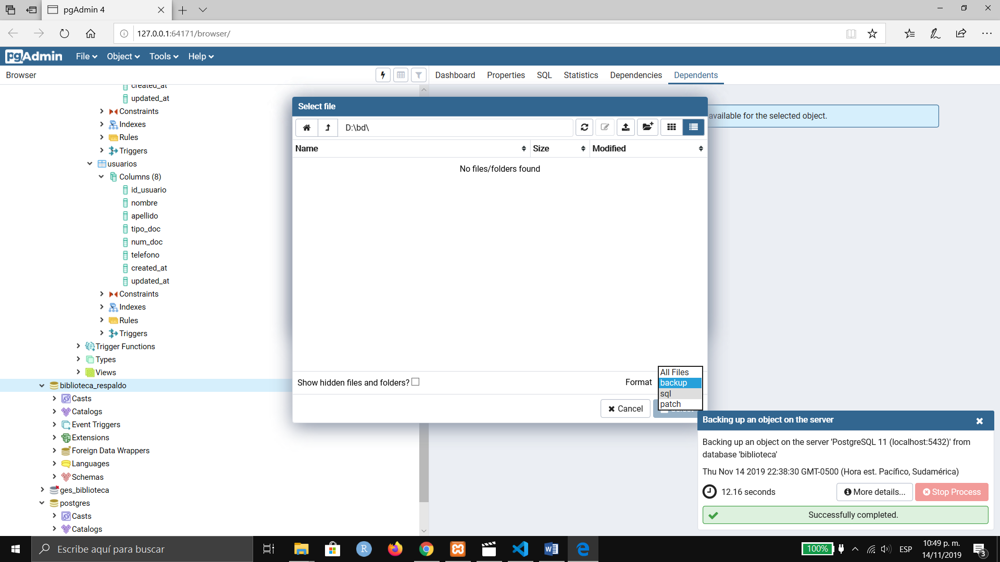 pgAdmin 4
127.0.0.1:64171/browser/
pgAdmin File Object Tools Help
Browser
Dashboard Properties SQL Statistics Dependencies Dependents
created_at
updated_at
Constraints
Indexes
Rules
Triggers
usuarios
Columns (8)
id_usuario
nombre
apellido
tipo_doc
num_doc
telefono
created_at
updated_at
Constraints
Indexes
Rules
Triggers
Trigger Functions
Types
Views
biblioteca_respaldo
Casts
Catalogs
Event Triggers
Extensions
Foreign Data Wrappers
Languages
Schemas
ges_biblioteca
postgres
Casts
Catalogs
available for the selected object.
Select file
D:\bd\
Name Size Modified
No files/folders found
Show hidden files and folders?
Format
All Files
backup
sql
patch
Cancel
Select
Backing up an object on the server
Backing up an object on the server 'PostgreSQL 11 (localhost:5432)' from
database 'biblioteca'
Thu Nov 14 2019 22:38:30 GMT-0500 (Hora est. Pacífico, Sudamérica)
12.16 seconds
More details...
Stop Process
Successfully completed.
Escribe aquí para buscar
100%
ESP
10:49 p. m.
14/11/2019
3